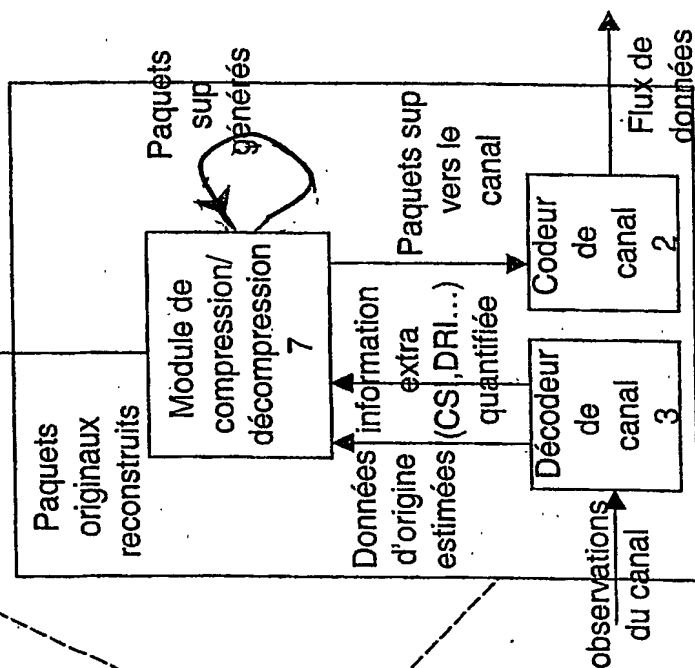 Paquets
originaux
reconstruits
Module de
compression/
décompression
7
Paquets
sup
générés
Données
d'origine
estimées
information
extra
(CSI,DRI...)
quantifiée
Paquets sup
vers le
canal
observations
du canal
Décodeur
de
canal
3
Codeur
de
canal
2
Flux de
données